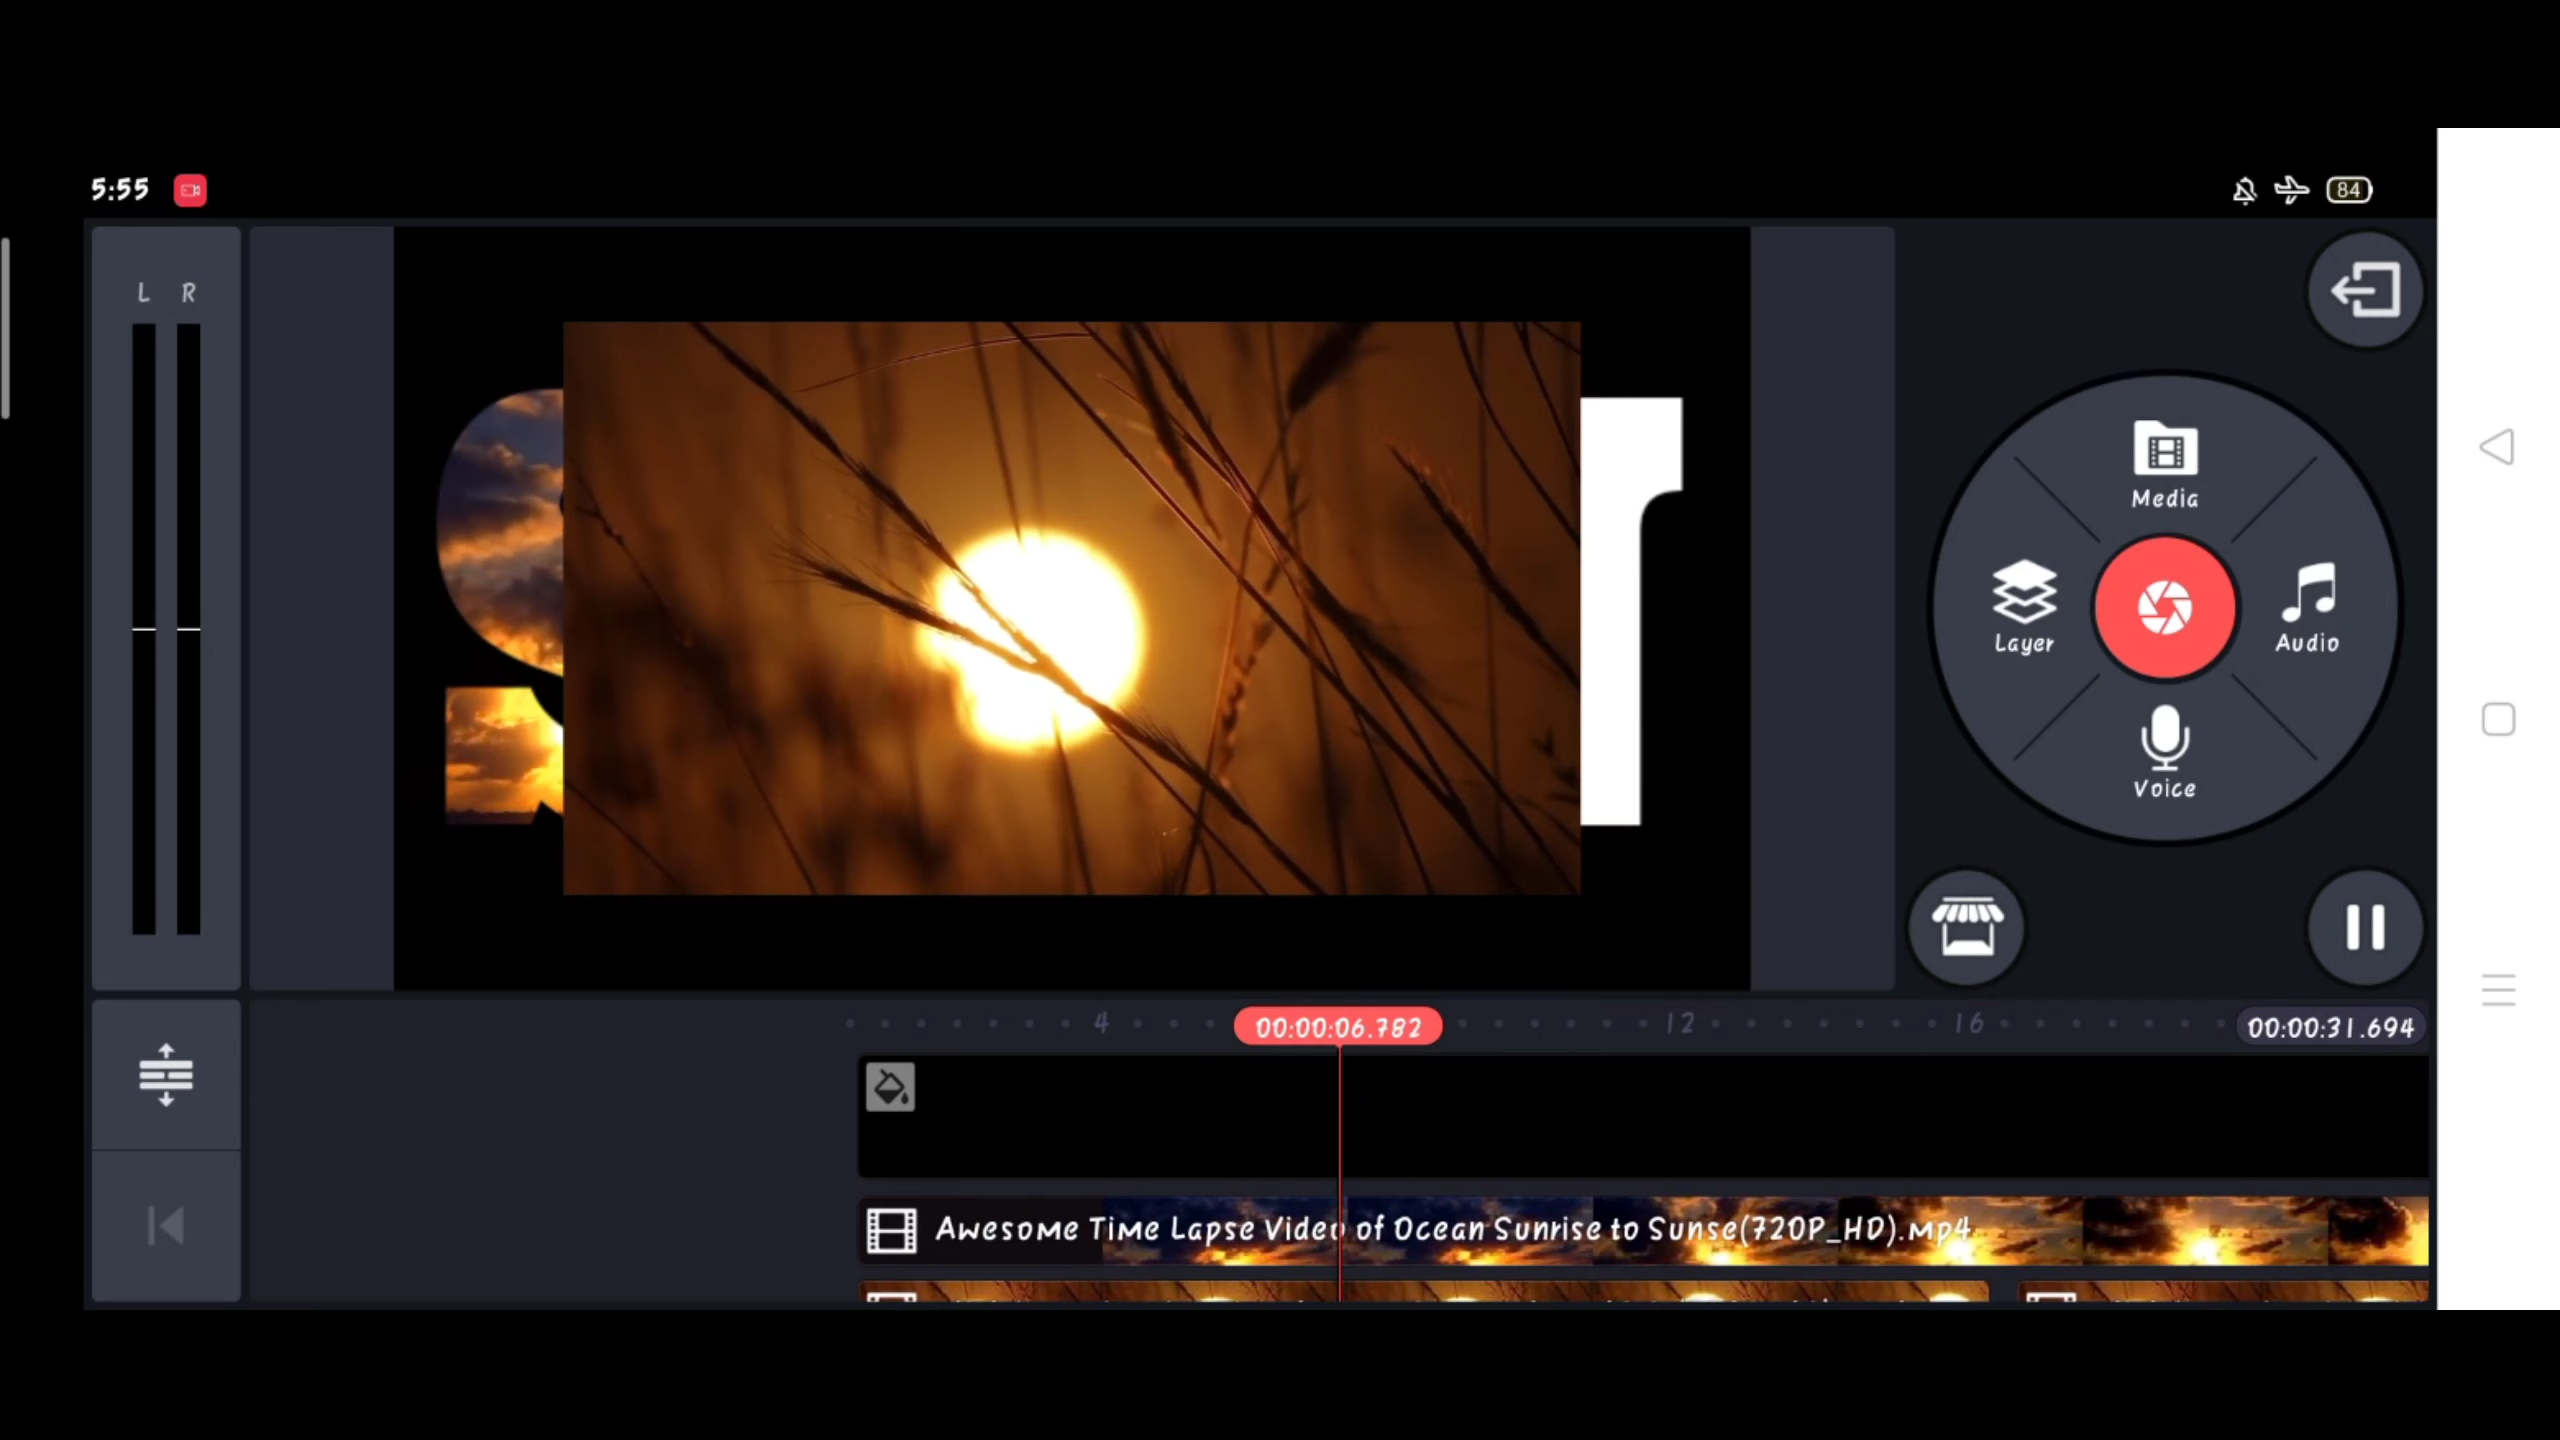 5:55
84
L R
Media
Layer
Audio
Voice
4
00:00:06.782
12
16
00:00:31.694
Awesome Time Lapse Video of Ocean Sunrise to Sunse(720P_HD).mp4